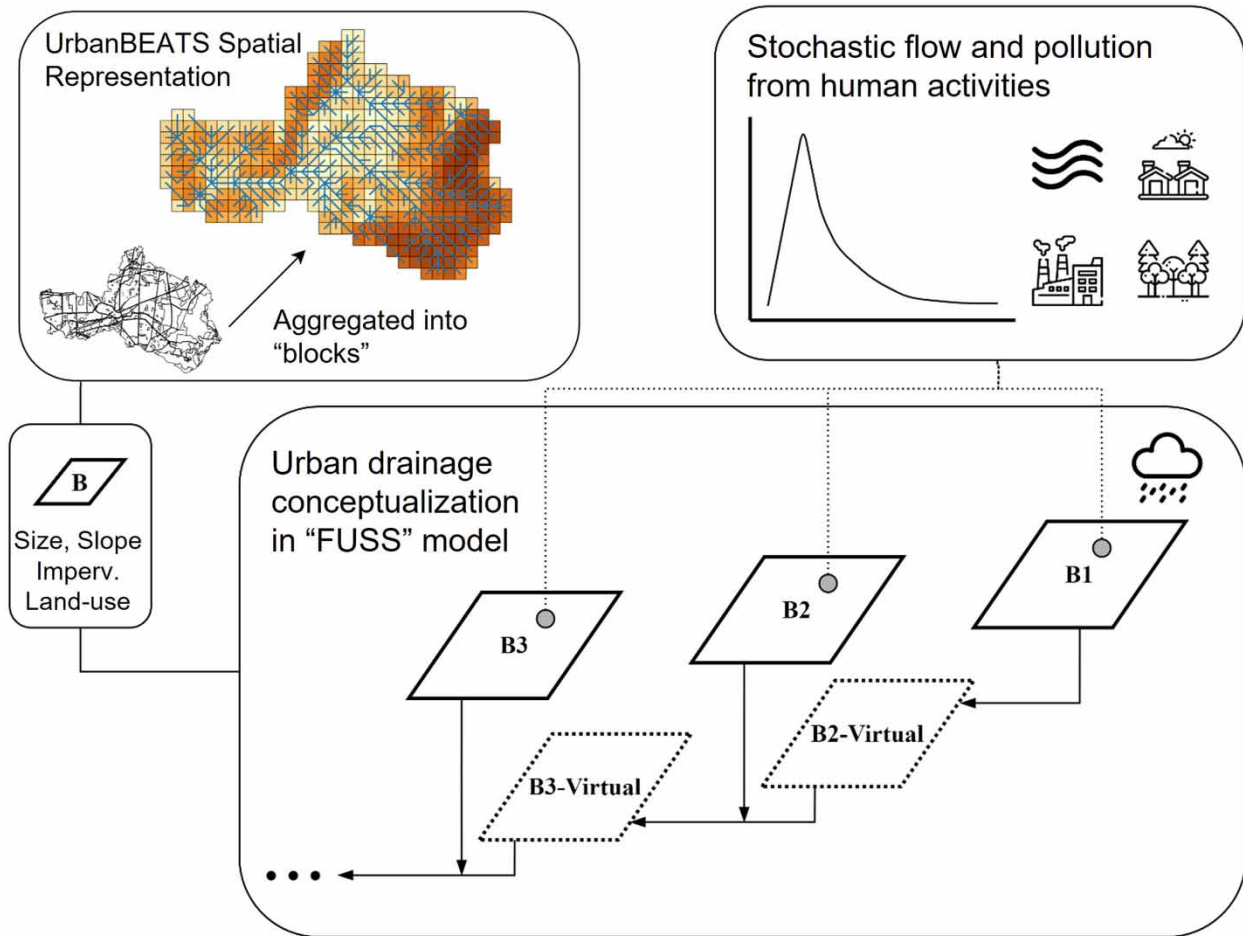 UrbanBEATS Spatial
Representation
Aggregated into
“blocks”
Stochastic flow and pollution
from human activities
B
Size, Slope
Imperv.
Land-use
Urban drainage
conceptualization
in “FUSS” model
B1
B2
B3
B2-Virtual
B3-Virtual